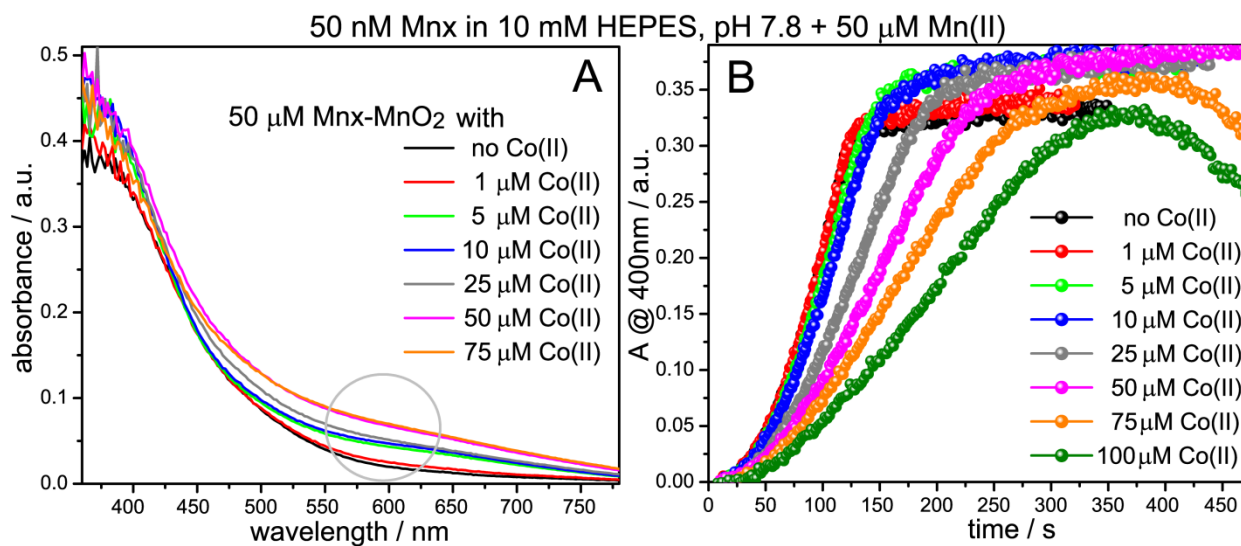 50 nM Mnx in 10 mM HEPES, pH 7.8 + 50 μM Mn(II)
A
50 μM Mnx-MnO₂ with
no Co(II)
1 μM Co(II)
5 μM Co(II)
10 μM Co(II)
25 μM Co(II)
50 μM Co(II)
75 μM Co(II)
absorbance / a.u.
0.5
0.4
0.3
0.2
0.1
0.0
400 450 500 550 600 650 700 750
wavelength / nm
B
no Co(II)
1 μM Co(II)
5 μM Co(II)
10 μM Co(II)
25 μM Co(II)
50 μM Co(II)
75 μM Co(II)
100 μM Co(II)
A @ 400nm / a.u.
0.35
0.30
0.25
0.20
0.15
0.10
0.05
0.00
0 50 100 150 200 250 300 350 400 450
time / s